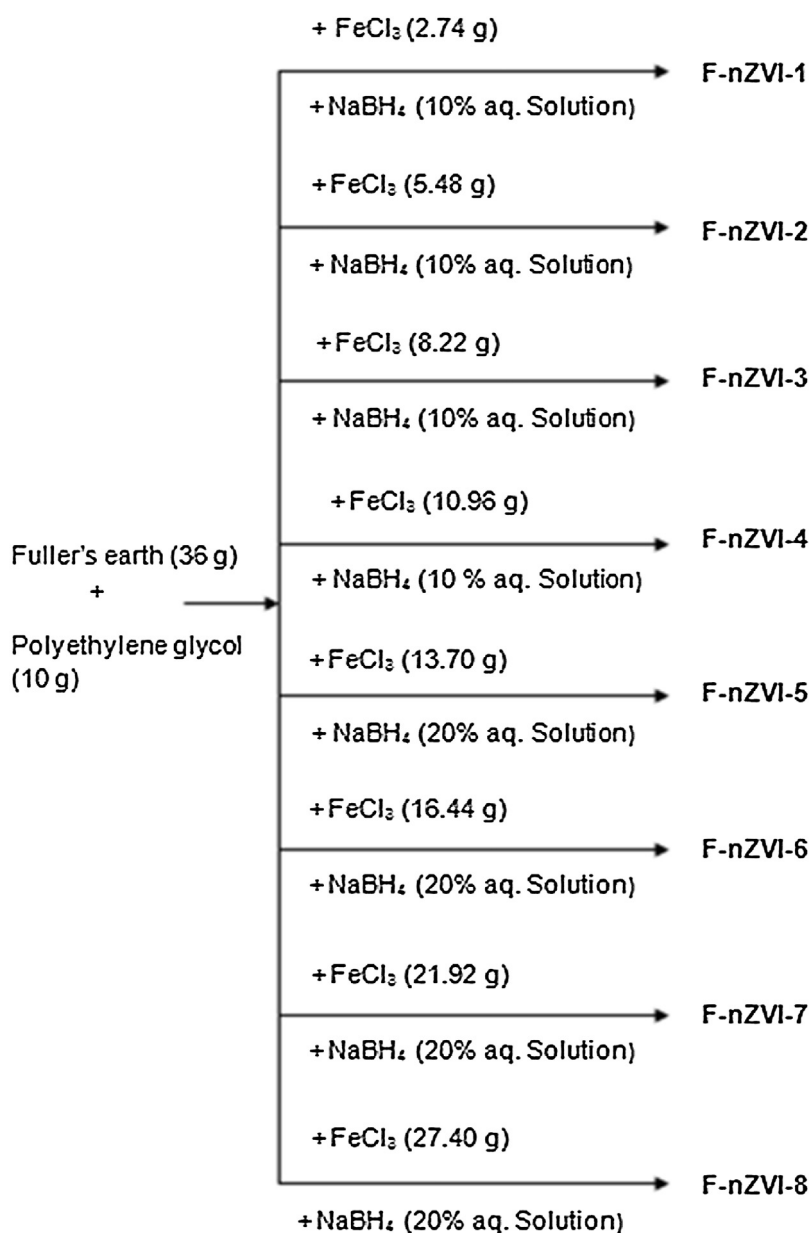 + FeCl₃ (2.74 g)
F-nZVI-1
+ NaBH₄ (10% aq. Solution)
+ FeCl₃ (5.48 g)
F-nZVI-2
+ NaBH₄ (10% aq. Solution)
+ FeCl₃ (8.22 g)
F-nZVI-3
+ NaBH₄ (10% aq. Solution)
+ FeCl₃ (10.96 g)
F-nZVI-4
Fuller's earth (36 g)
+ NaBH₄ (10 % aq. Solution)
+
Polyethylene glycol
(10 g)
+ FeCl₃ (13.70 g)
F-nZVI-5
+ NaBH₄ (20% aq. Solution)
+ FeCl₃ (16.44 g)
F-nZVI-6
+ NaBH₄ (20% aq. Solution)
+ FeCl₃ (21.92 g)
F-nZVI-7
+ NaBH₄ (20% aq. Solution)
+ FeCl₃ (27.40 g)
F-nZVI-8
+ NaBH₄ (20% aq. Solution)